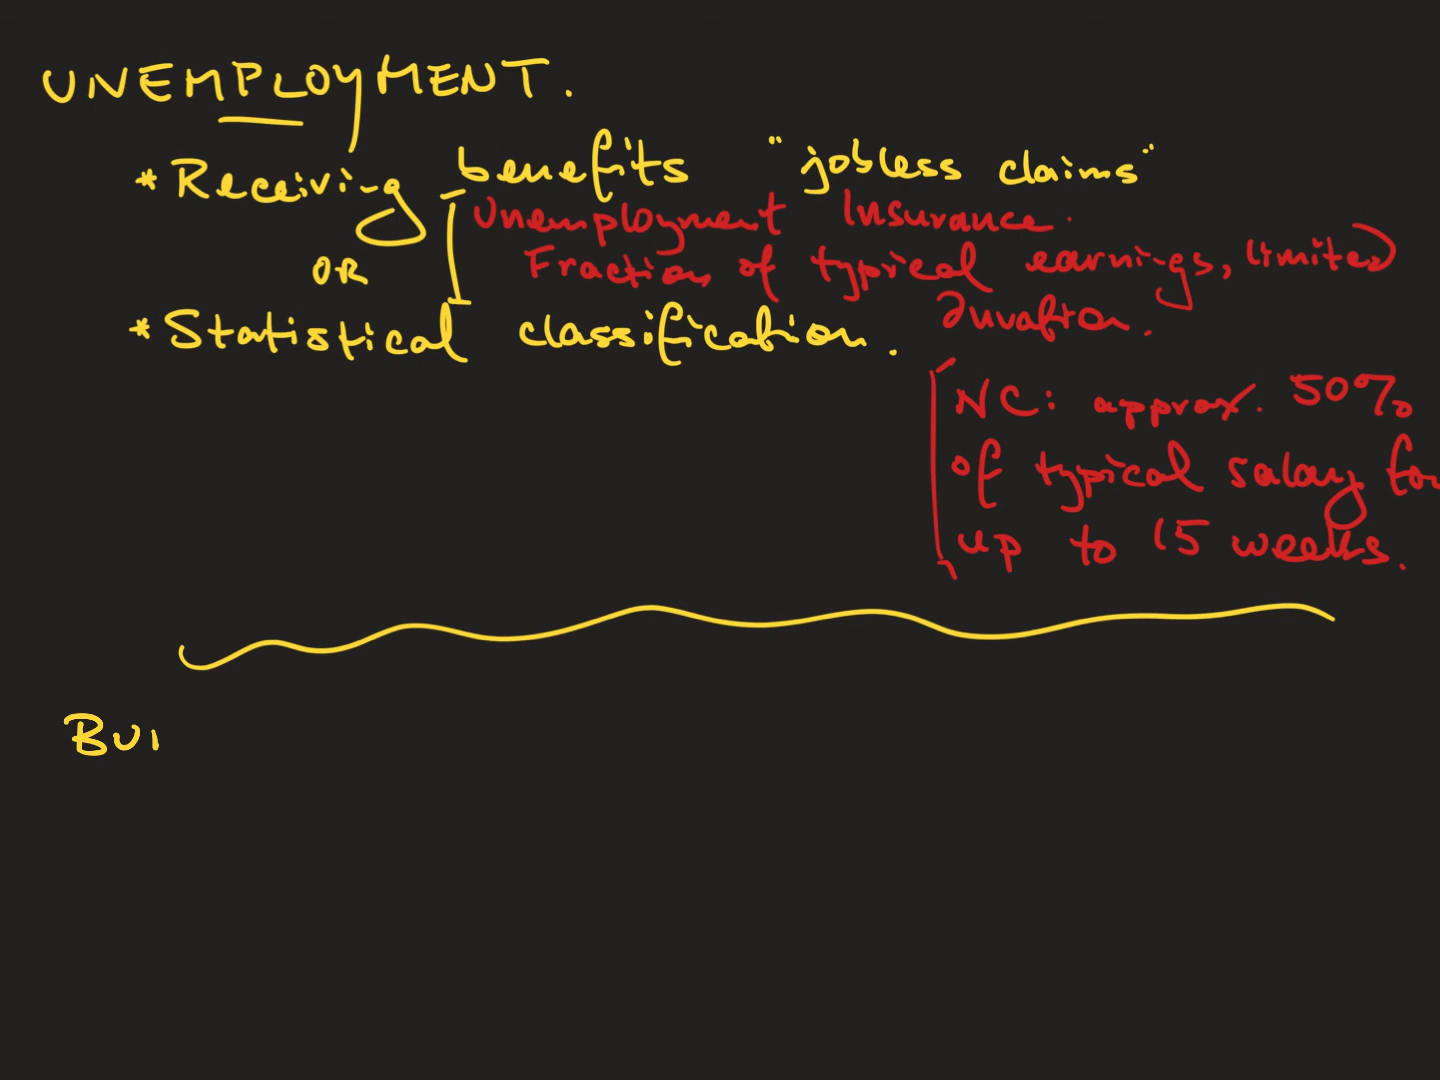 UNEMPLOYMENT.
* Receiving benefits "jobless claims"
Unemployment Insurance.
OR
Fraction of typical earnings, limited
duration.
* Statistical classification.
NC: approx. 50%
of typical salary for
up to 15 weeks.
BUI